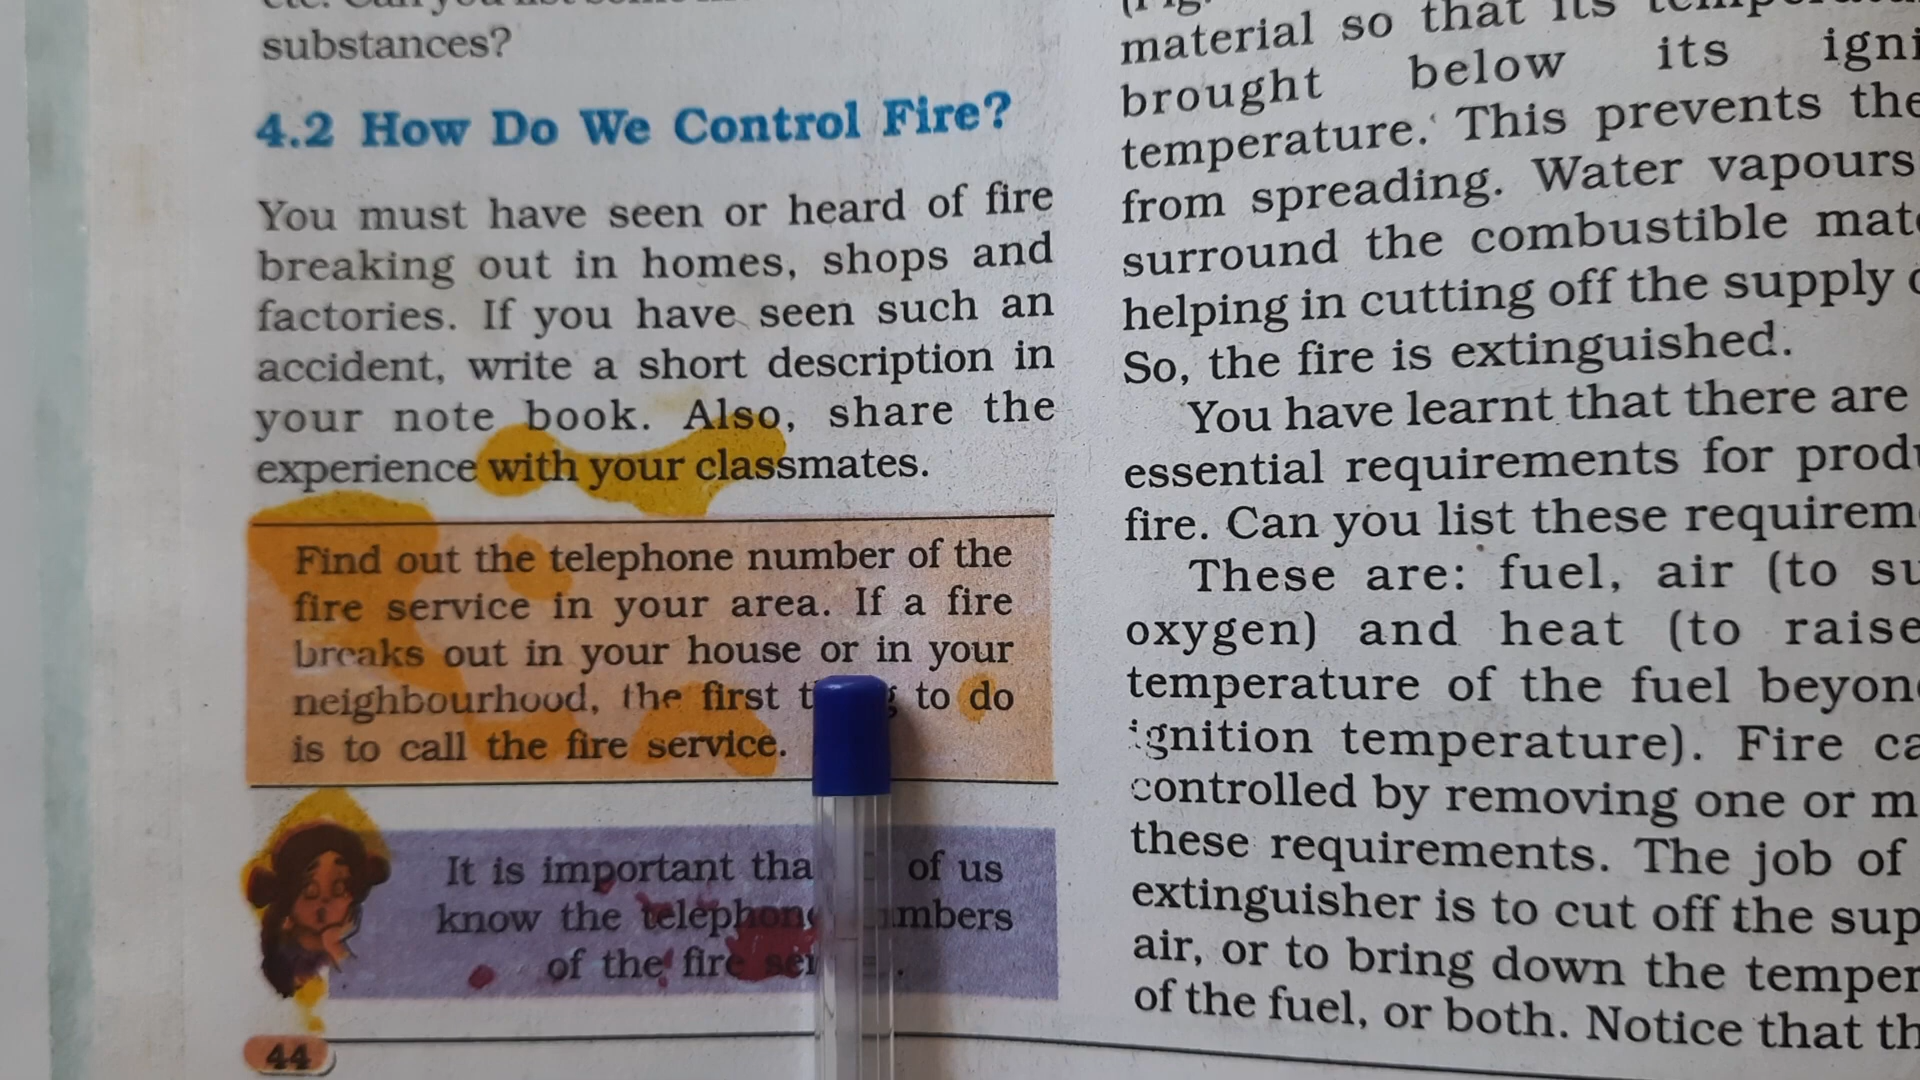 substances?
4.2 How Do We Control Fire?
You must have seen or heard of fire
breaking out in homes, shops and
factories. If you have seen such an
accident, write a short description in
your note book. Also, share the
experience with your classmates.
Find out the telephone number of the
fire service in your area. If a fire
breaks out in your house or in your
neighbourhood, the first to do
is to call the fire service.
It is important of us
know the
of the fire
44
material so that its
brought below its
temperature. This prevents
from spreading. Water vapours
surround the combustible
helping in cutting off the supply
So, the fire is extinguished.
You have learnt that there are
essential requirements for
fire. Can you list these
These are: fuel, air (to
oxygen) and heat (to raise
temperature of the fuel
ignition temperature). Fire
controlled by removing one or
these requirements. The job of
extinguisher is to cut off the
air, or to bring down the
of the fuel, or both. Notice that